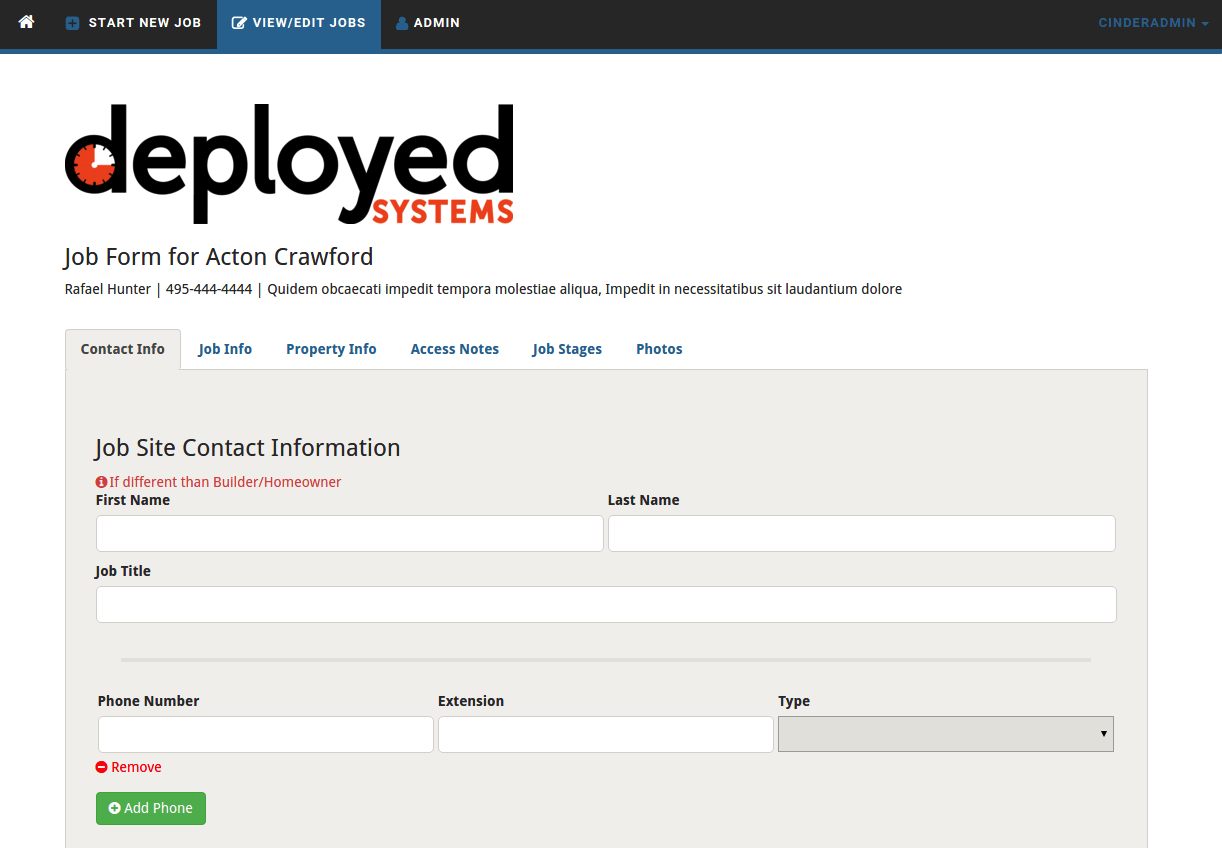 START NEW JOB VIEW/EDIT JOBS ADMIN CINDERADMIN
deployed
SYSTEMS
Job Form for Acton Crawford
Rafael Hunter | 495-444-4444 | Quidem obcaecati impedit tempora molestiae aliqua, Impedit in necessitatibus sit laudantium dolore
Contact Info Job Info Property Info Access Notes Job Stages Photos
Job Site Contact Information
If different than Builder/Homeowner
First Name Last Name
Job Title
Phone Number Extension Type
Remove
Add Phone